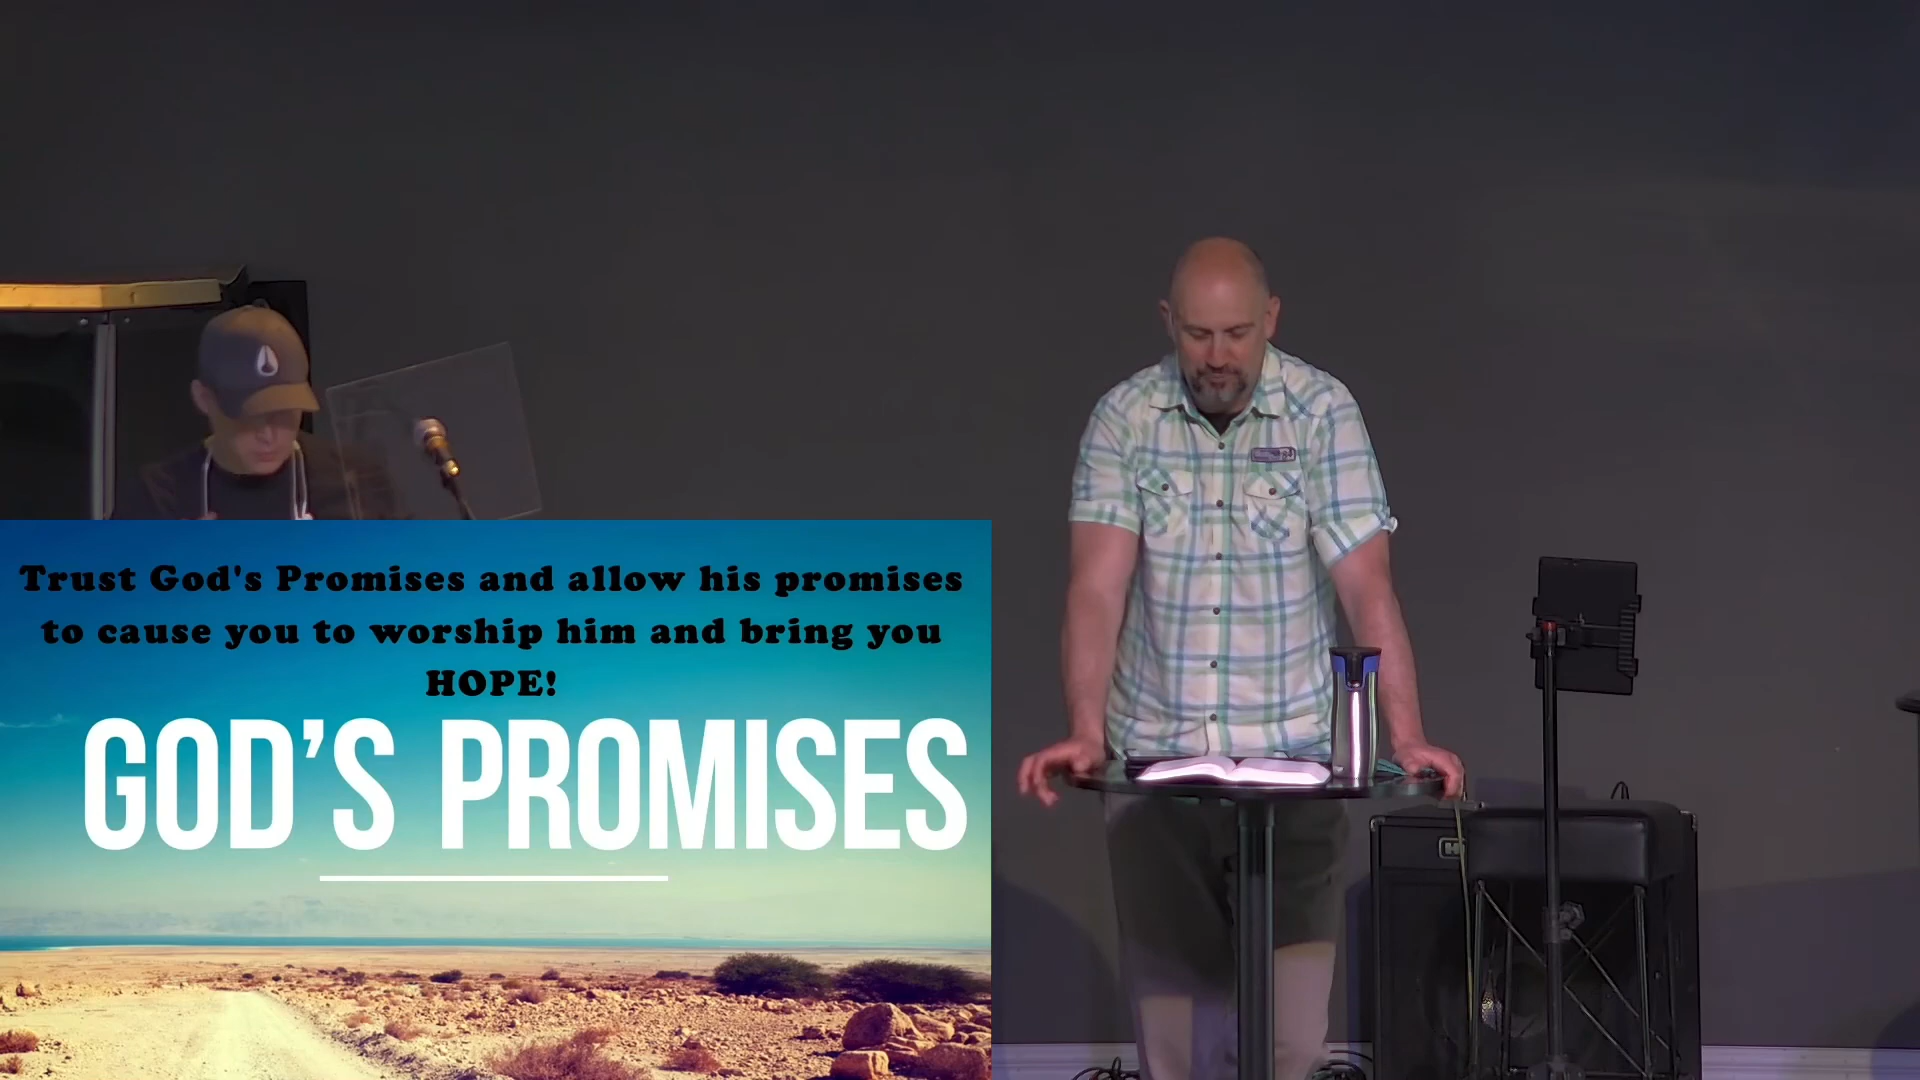 Trust God's Promises and allow his promises
to cause you to worship him and bring you
HOPE!
GOD'S PROMISES